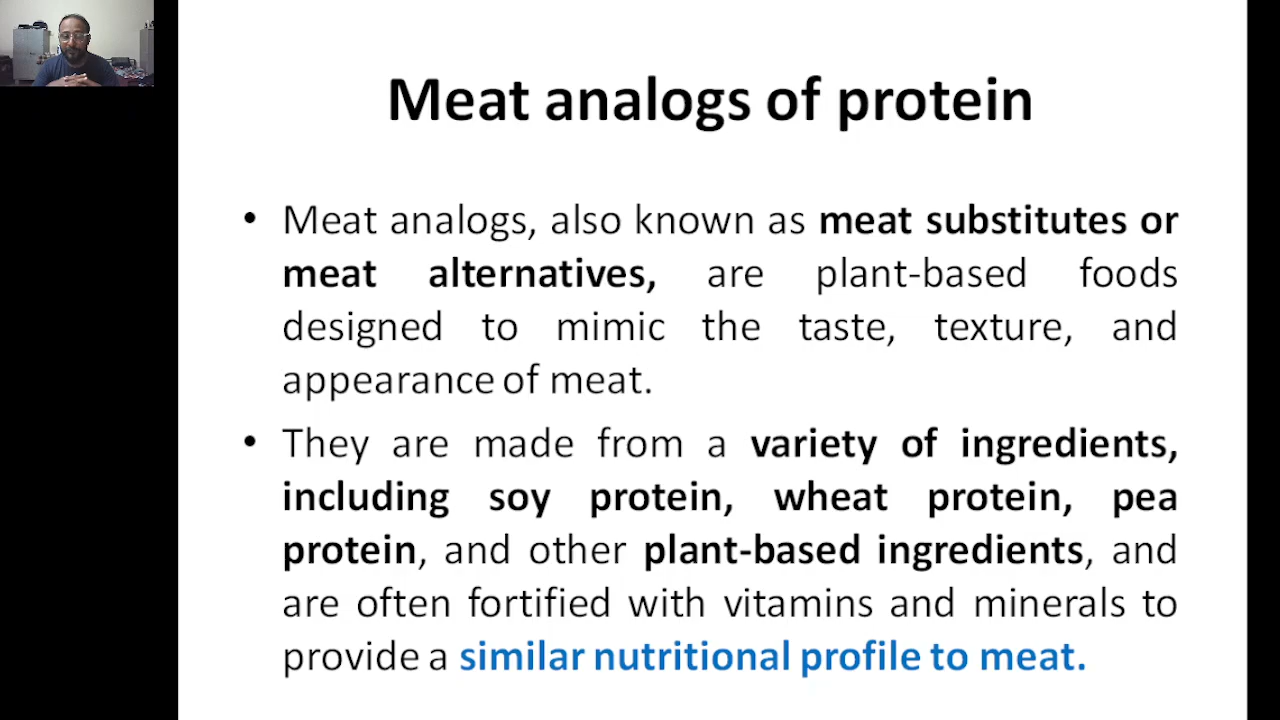 Meat analogs of protein
• Meat analogs, also known as meat substitutes or
meat alternatives, are plant-based foods
designed to mimic the taste, texture, and
appearance of meat.
• They are made from a variety of ingredients,
including soy protein, wheat protein, pea
protein, and other plant-based ingredients, and
are often fortified with vitamins and minerals to
provide a similar nutritional profile to meat.